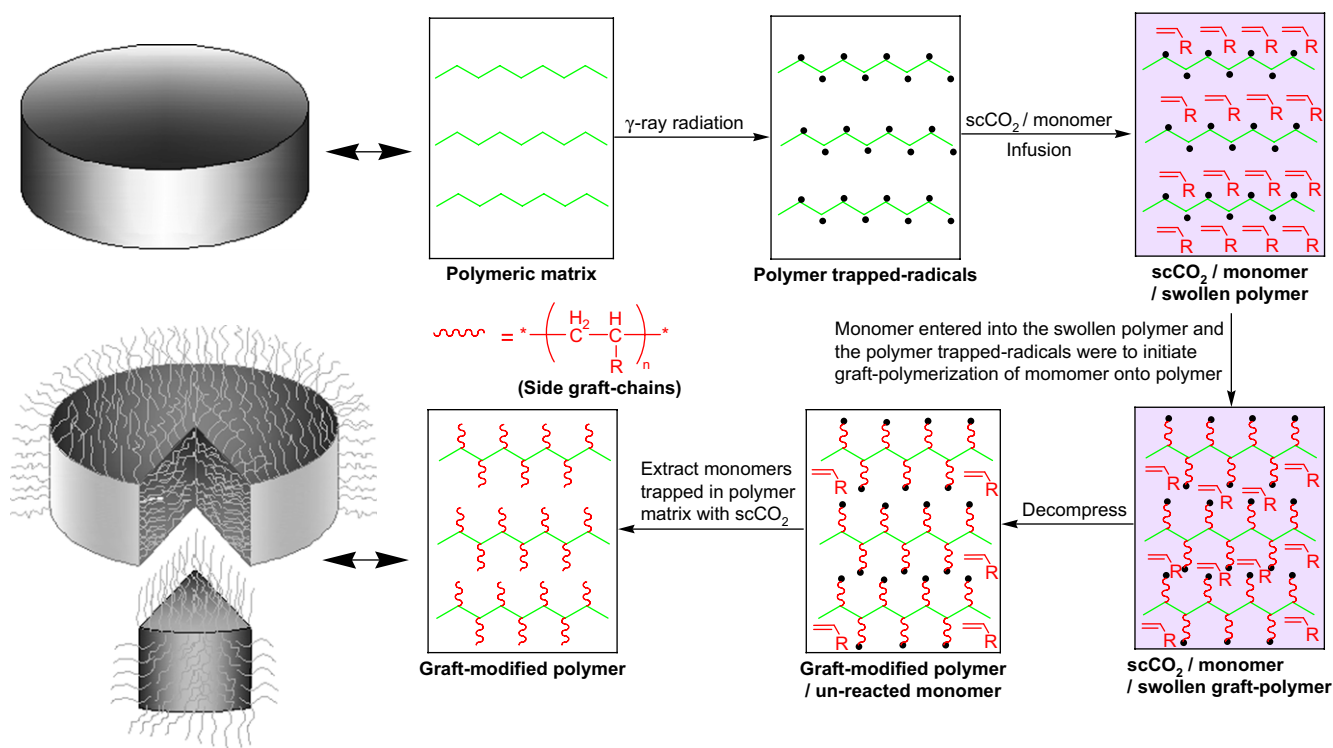 γ-ray radiation
scCO₂ / monomer
Infusion
R R R R
R R R R
R R R R
R R R R
Polymeric matrix
Polymer trapped-radicals
scCO₂ / monomer
/ swollen polymer
= * ( H₂C H C R )n *
(Side graft-chains)
Monomer entered into the swollen polymer and
the polymer trapped-radicals were to initiate
graft-polymerization of momomer onto polymer
Extract monomers
trapped in polymer
matrix with scCO₂
R R
R
R R
Decompress
R R
R R
R R R R
R R
Graft-modified polymer
Graft-modified polymer
/ un-reacted monomer
scCO₂ / monomer
/ swollen graft-polymer